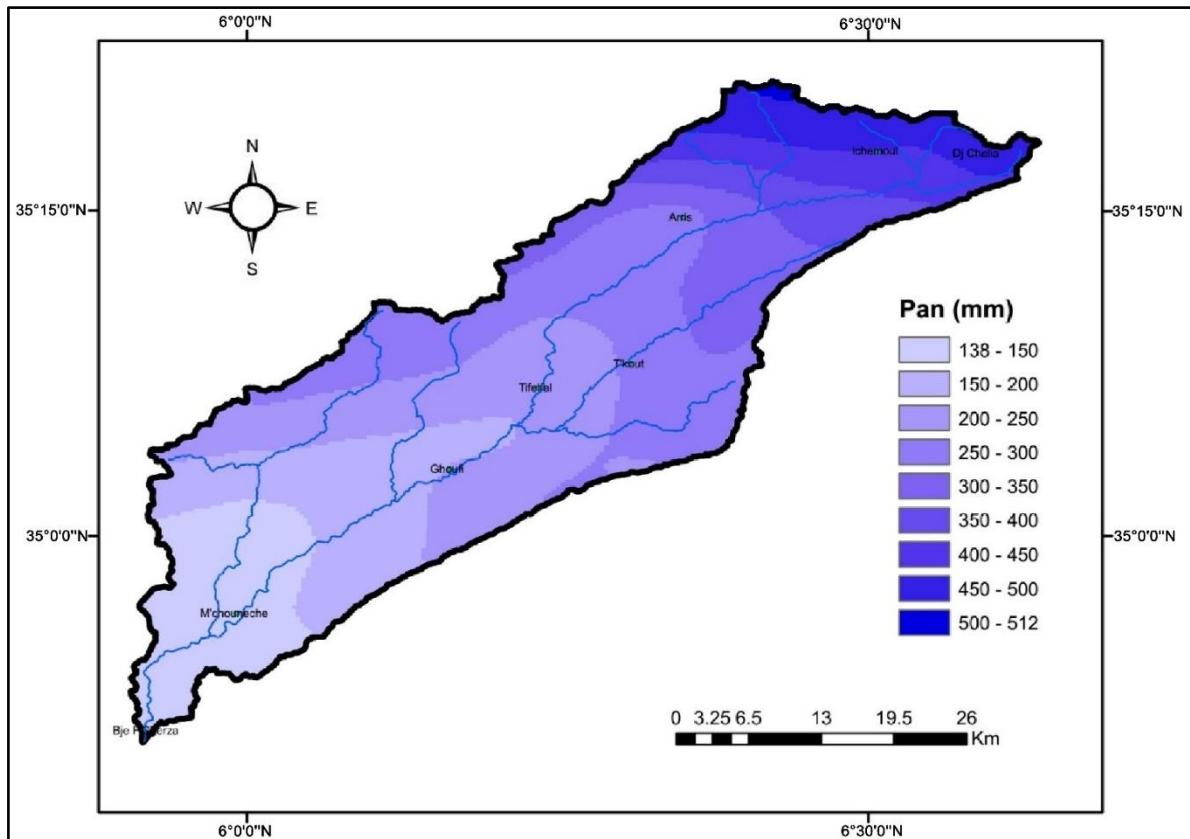 6°0'0"N 6°30'0"N
N
W E
S
35°15'0"N 35°15'0"N
Ichemout Dj Chelia
Arris
Pan (mm)
138 - 150
150 - 200
200 - 250
250 - 300
300 - 350
350 - 400
400 - 450
450 - 500
500 - 512
T'kout
Tifelfel
Ghoufi
35°0'0"N 35°0'0"N
M'chouneche
0 3.25 6.5 13 19.5 26
Km
Bje
6°0'0"N 6°30'0"N